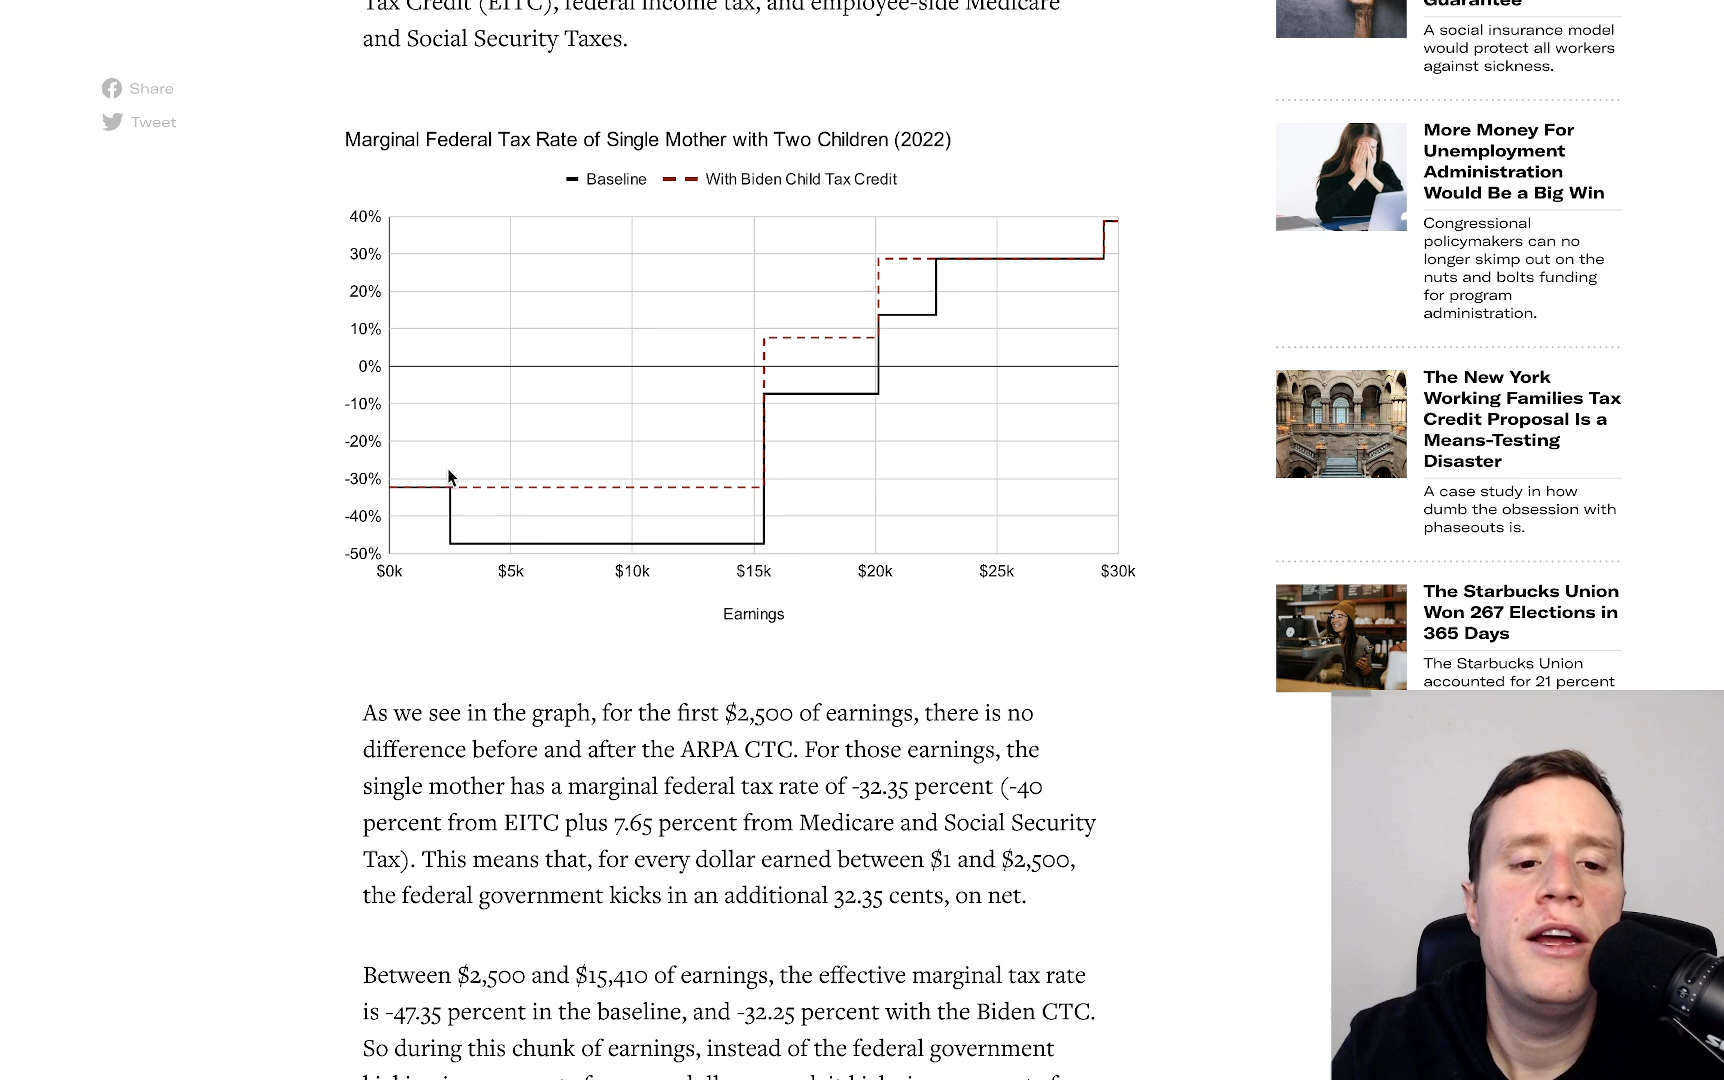 Tax Credit (EITC), federal income tax, and employee-side Medicare
and Social Security Taxes.
Share
Tweet
Marginal Federal Tax Rate of Single Mother with Two Children (2022)
Baseline
With Biden Child Tax Credit
40%
30%
20%
10%
0%
-10%
-20%
-30%
-40%
-50%
$0k $5k $10k $15k $20k $25k $30k
Earnings
As we see in the graph, for the first $2,500 of earnings, there is no
difference before and after the ARPA CTC. For those earnings, the
single mother has a marginal federal tax rate of -32.35 percent (-40
percent from EITC plus 7.65 percent from Medicare and Social Security
Tax). This means that, for every dollar earned between $1 and $2,500,
the federal government kicks in an additional 32.35 cents, on net.
Between $2,500 and $15,410 of earnings, the effective marginal tax rate
is -47.35 percent in the baseline, and -32.25 percent with the Biden CTC.
So during this chunk of earnings, instead of the federal government
Guarantee
A social insurance model
would protect all workers
against sickness.
More Money For
Unemployment
Administration
Would Be a Big Win
Congressional
policymakers can no
longer skimp out on the
nuts and bolts funding
for program
administration.
The New York
Working Families Tax
Credit Proposal Is a
Means-Testing
Disaster
A case study in how
dumb the obsession with
phaseouts is.
The Starbucks Union
Won 267 Elections in
365 Days
The Starbucks Union
accounted for 21 percent